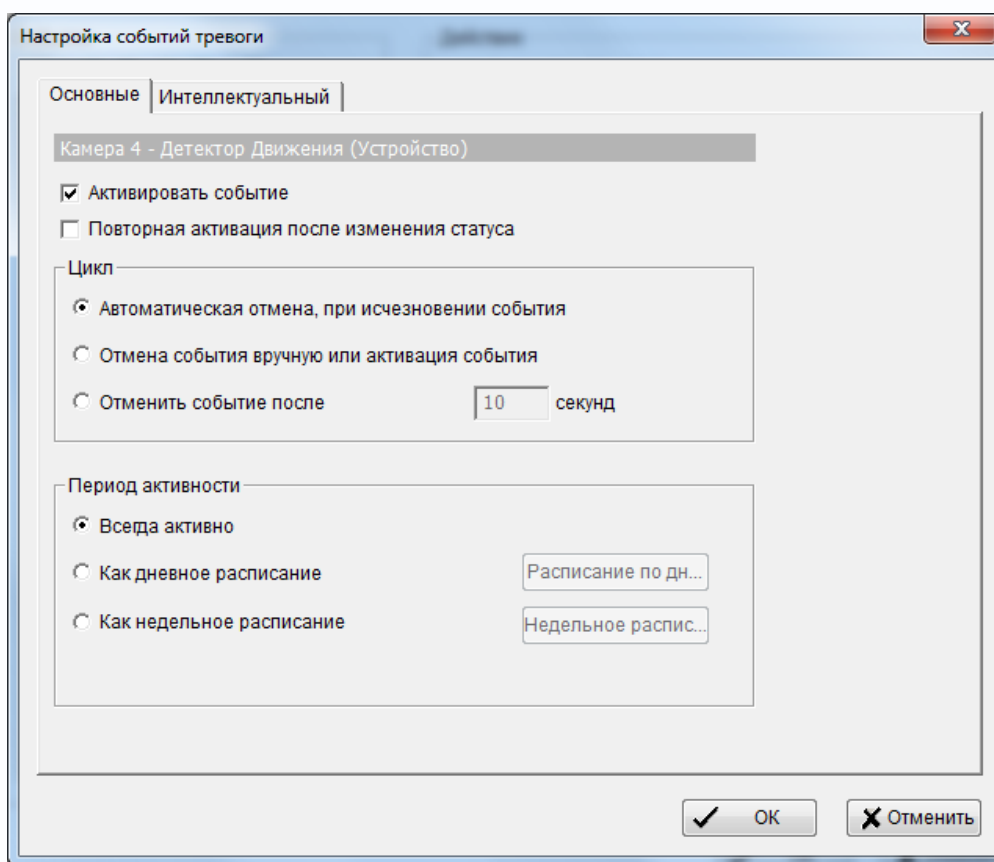 Настройка событий тревоги
Основные Интеллектуальный
Камера 4 - Детектор Движения (Устройство)
Активировать событие
Повторная активация после изменения статуса
Цикл
Автоматическая отмена, при исчезновении события
Отмена события вручную или активация события
Отменить событие после 10 секунд
Период активности
Всегда активно
Как дневное расписание Расписание по дн...
Как недельное расписание Недельное распис...
ОК Отменить